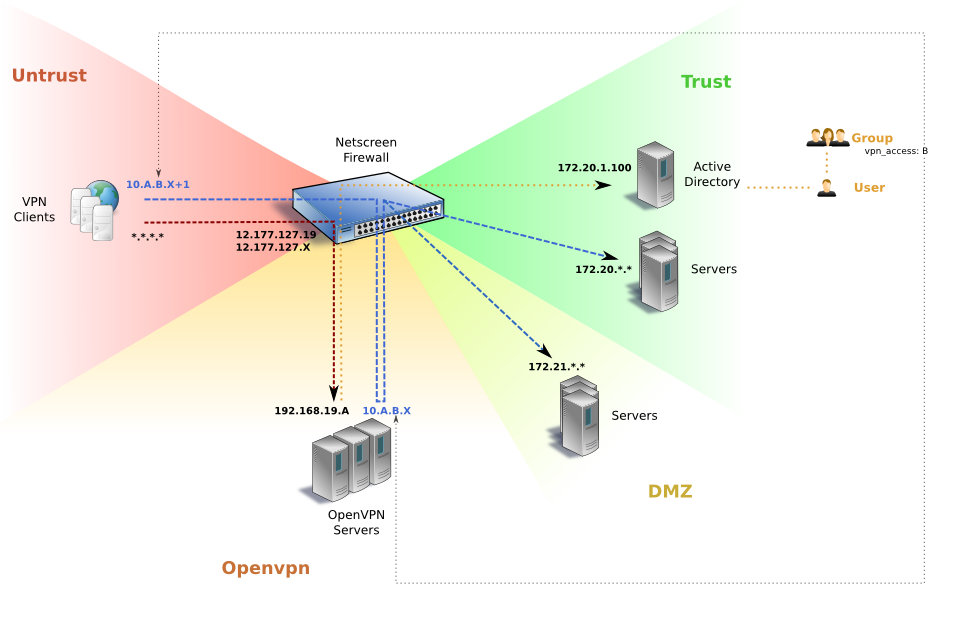 Untrust
Trust
Netscreen
Firewall
Group
vpn_access: B
172.20.1.100
Active
Directory
User
10.A.B.X+1
VPN
Clients
*.*.*.*
12.177.127.19
12.177.127.X
172.20.*.*
Servers
172.21.*.*
Servers
192.168.19.A
10.A.B.X
OpenVPN
Servers
DMZ
Openvpn